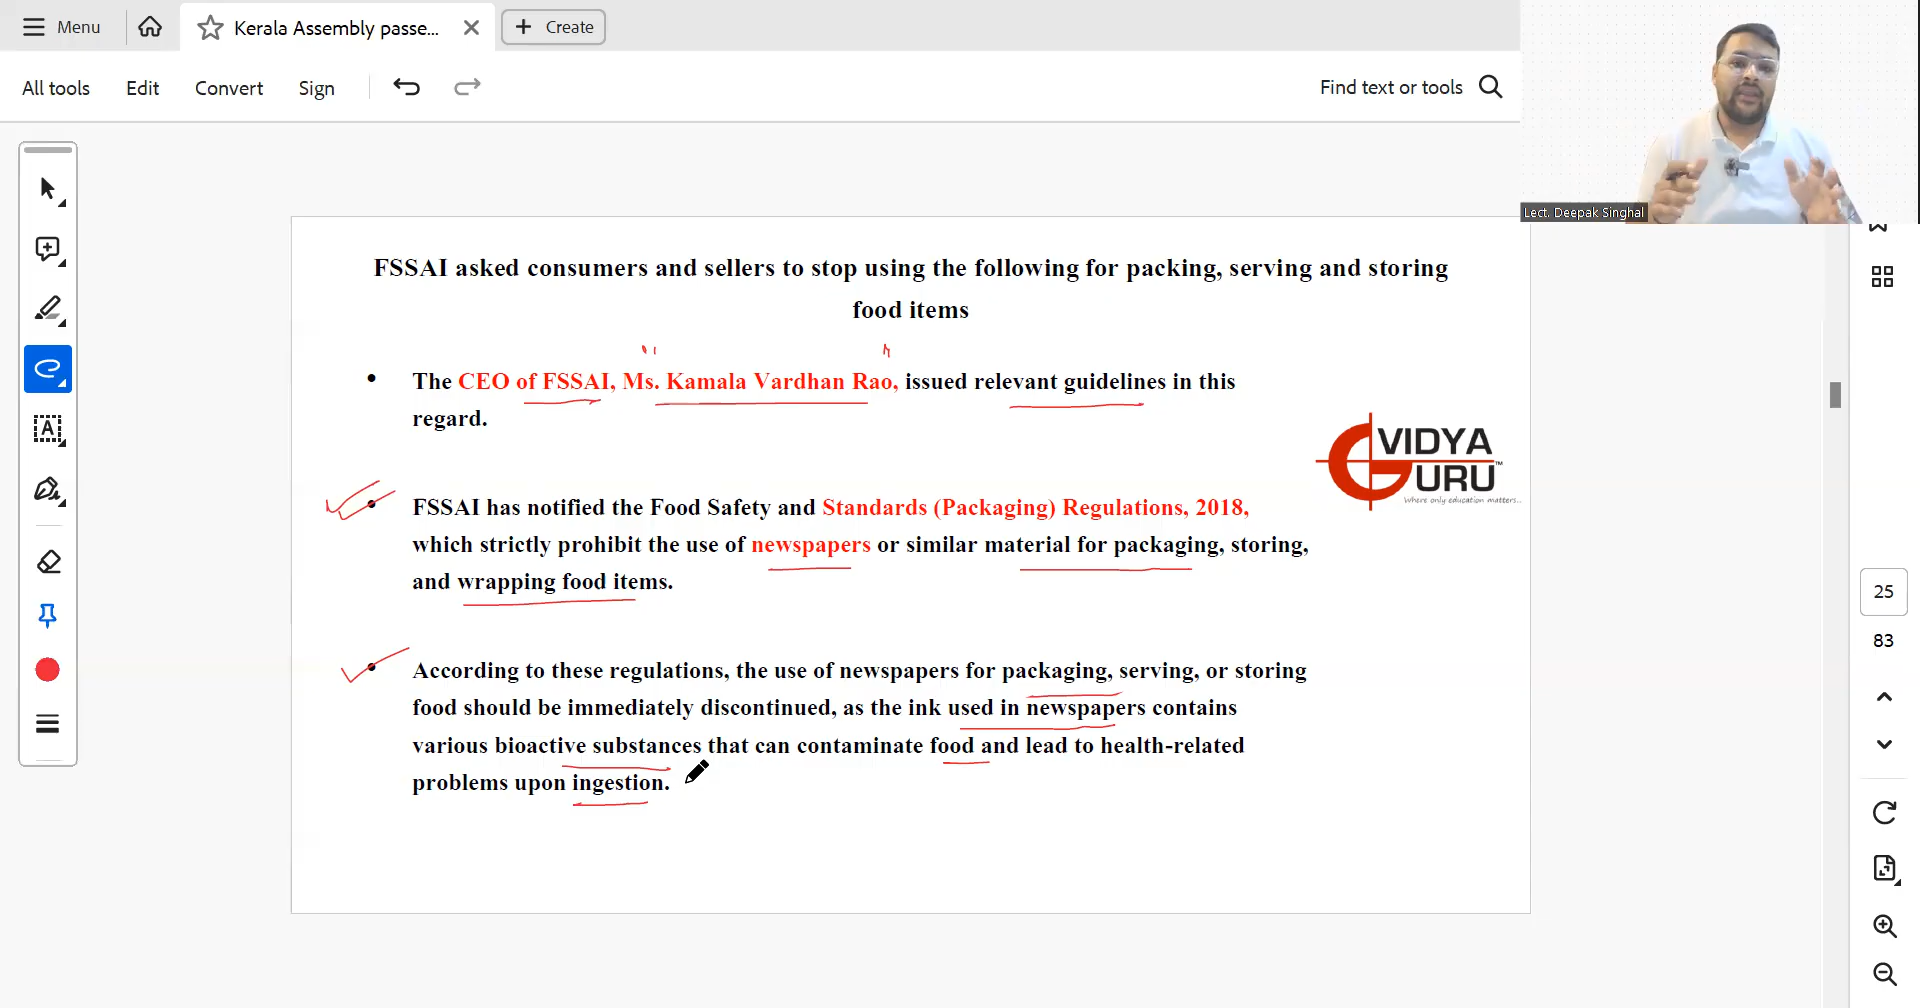 Menu
Kerala Assembly passe...
Create
All tools
Edit
Convert
Sign
Find text or tools
Lect. Deepak Singhal
FSSAI asked consumers and sellers to stop using the following for packing, serving and storing
food items
• The CEO of FSSAI, Ms. Kamala Vardhan Rao, issued relevant guidelines in this
regard.
VIDYA
GURU™
Where only education matters..
• FSSAI has notified the Food Safety and Standards (Packaging) Regulations, 2018,
which strictly prohibit the use of newspapers or similar material for packaging, storing,
and wrapping food items.
• According to these regulations, the use of newspapers for packaging, serving, or storing
food should be immediately discontinued, as the ink used in newspapers contains
various bioactive substances that can contaminate food and lead to health-related
problems upon ingestion.
25
83